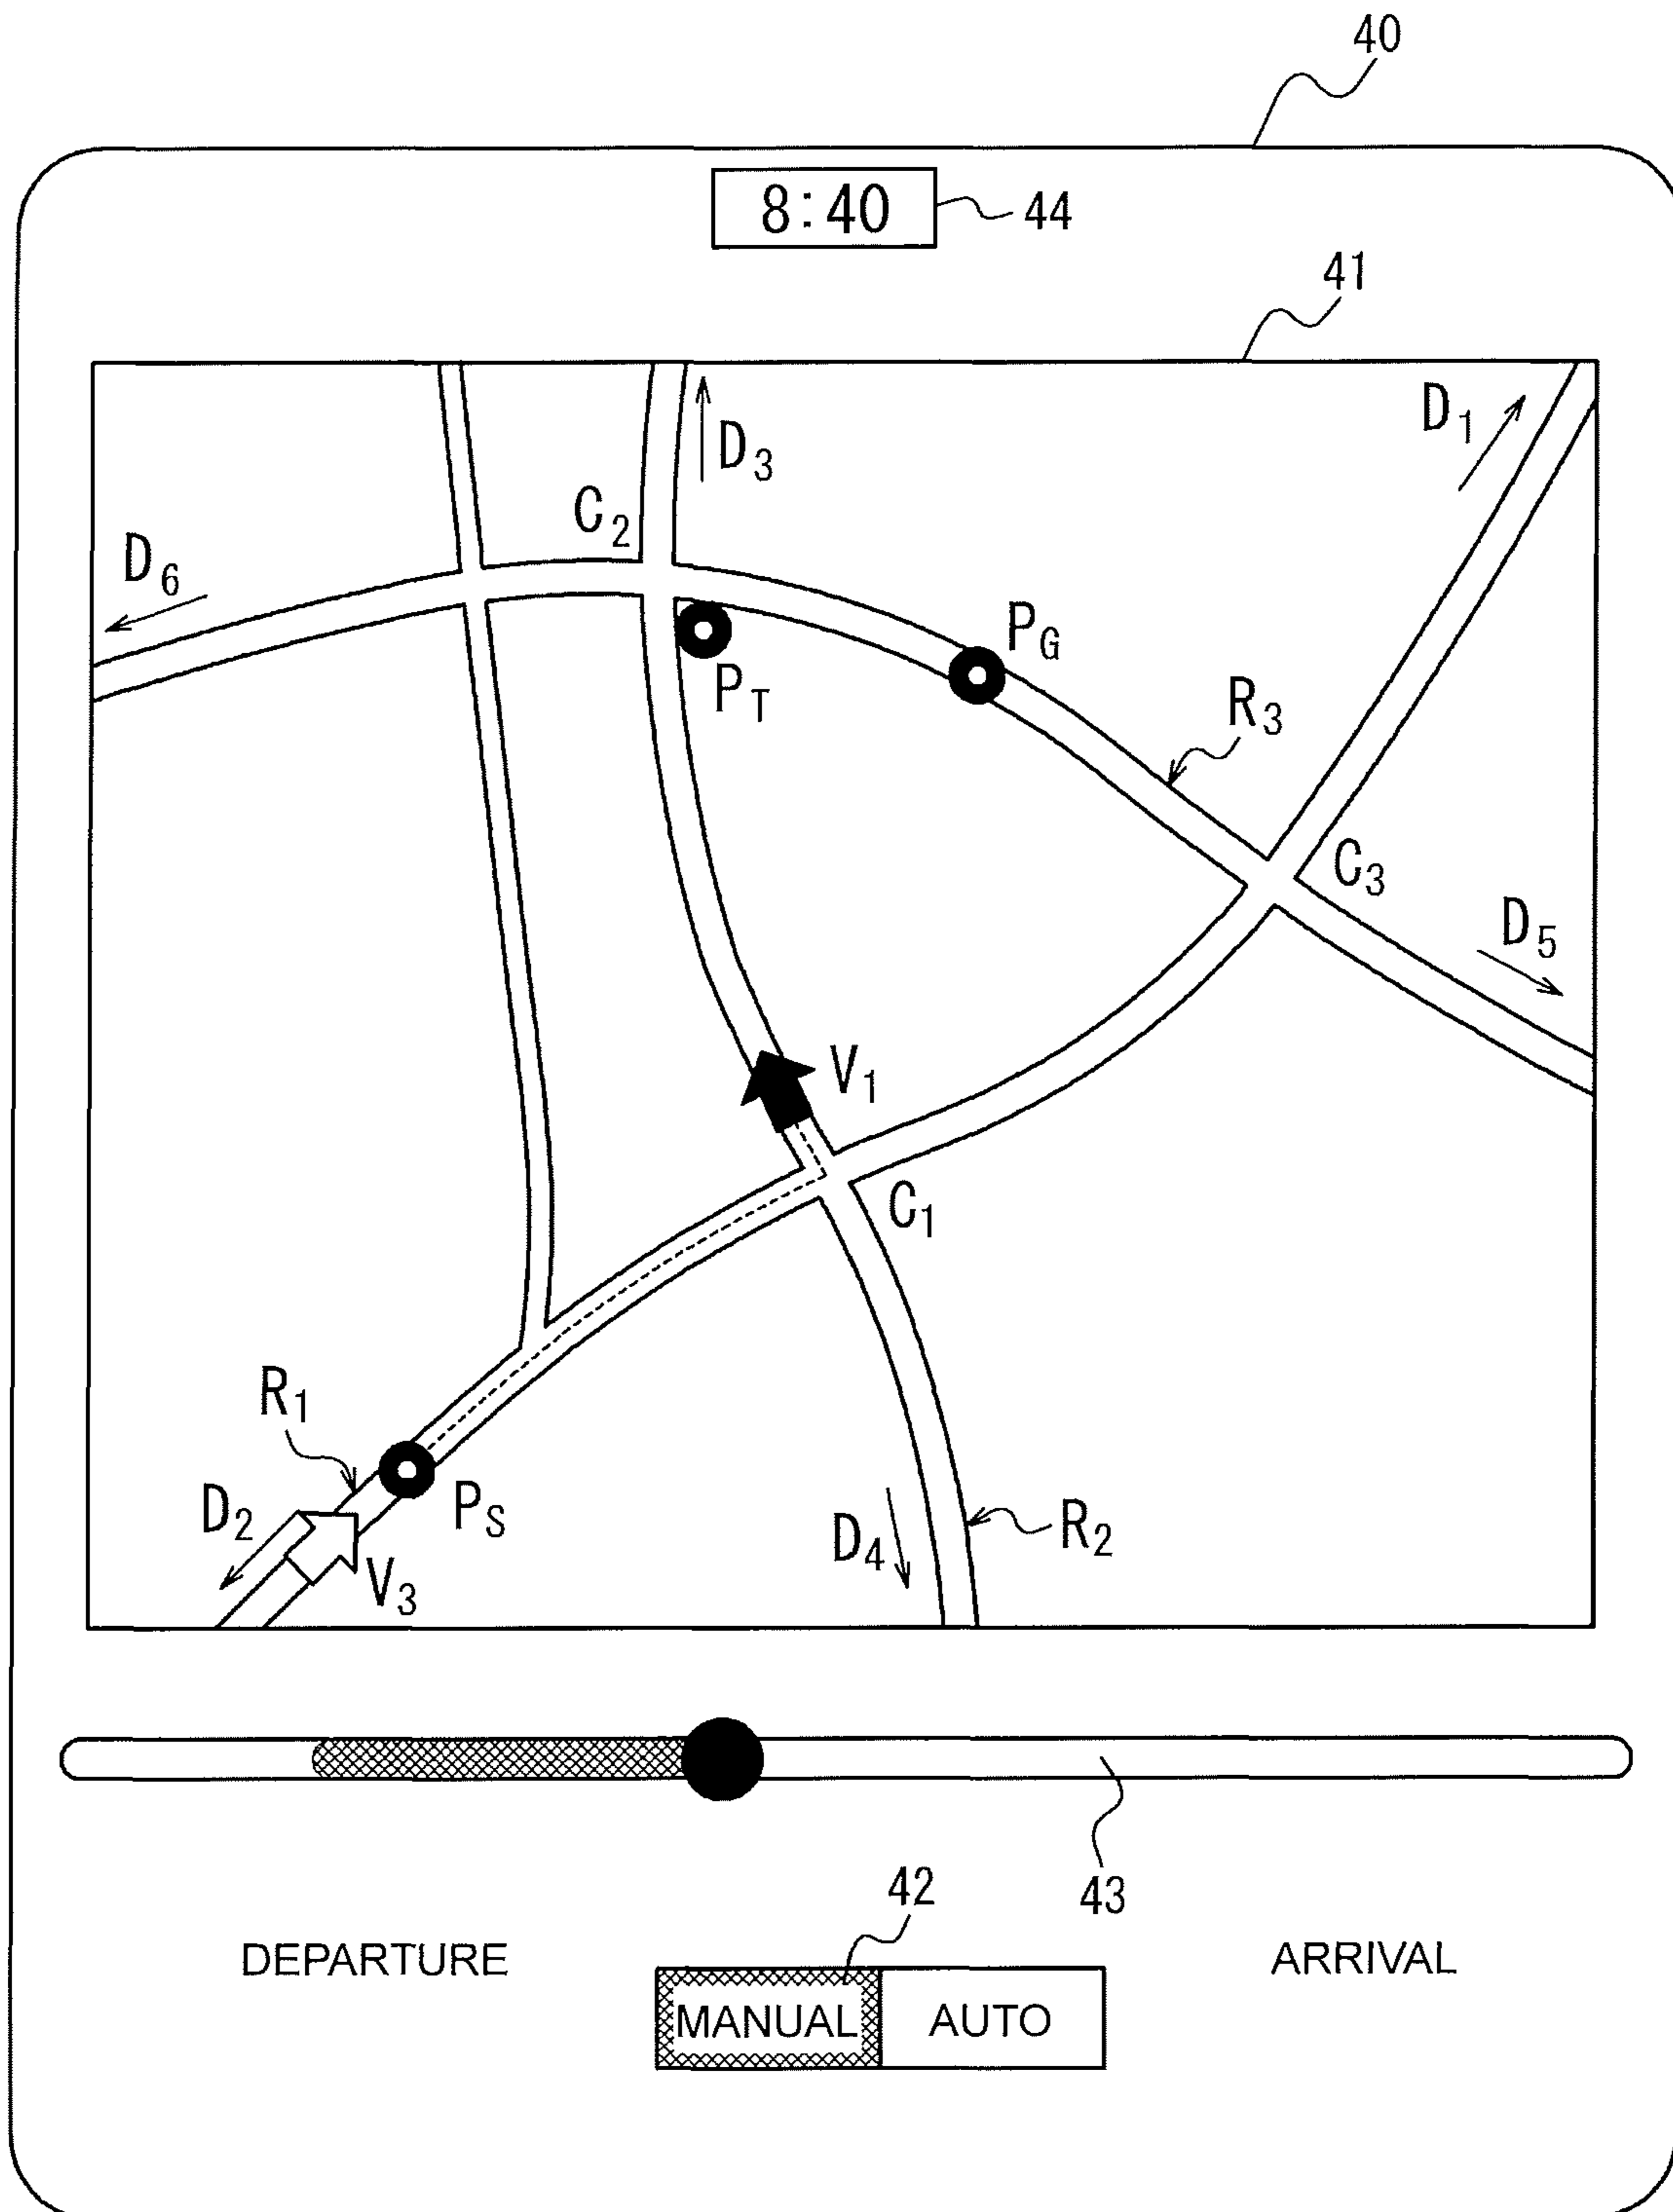 40
8:40
44
41
D1
D3
C2
D6
PG
PT
R3
C3
D5
V1
C1
R1
D2
PS
D4
R2
V3
42
43
DEPARTURE
ARRIVAL
MANUAL
AUTO